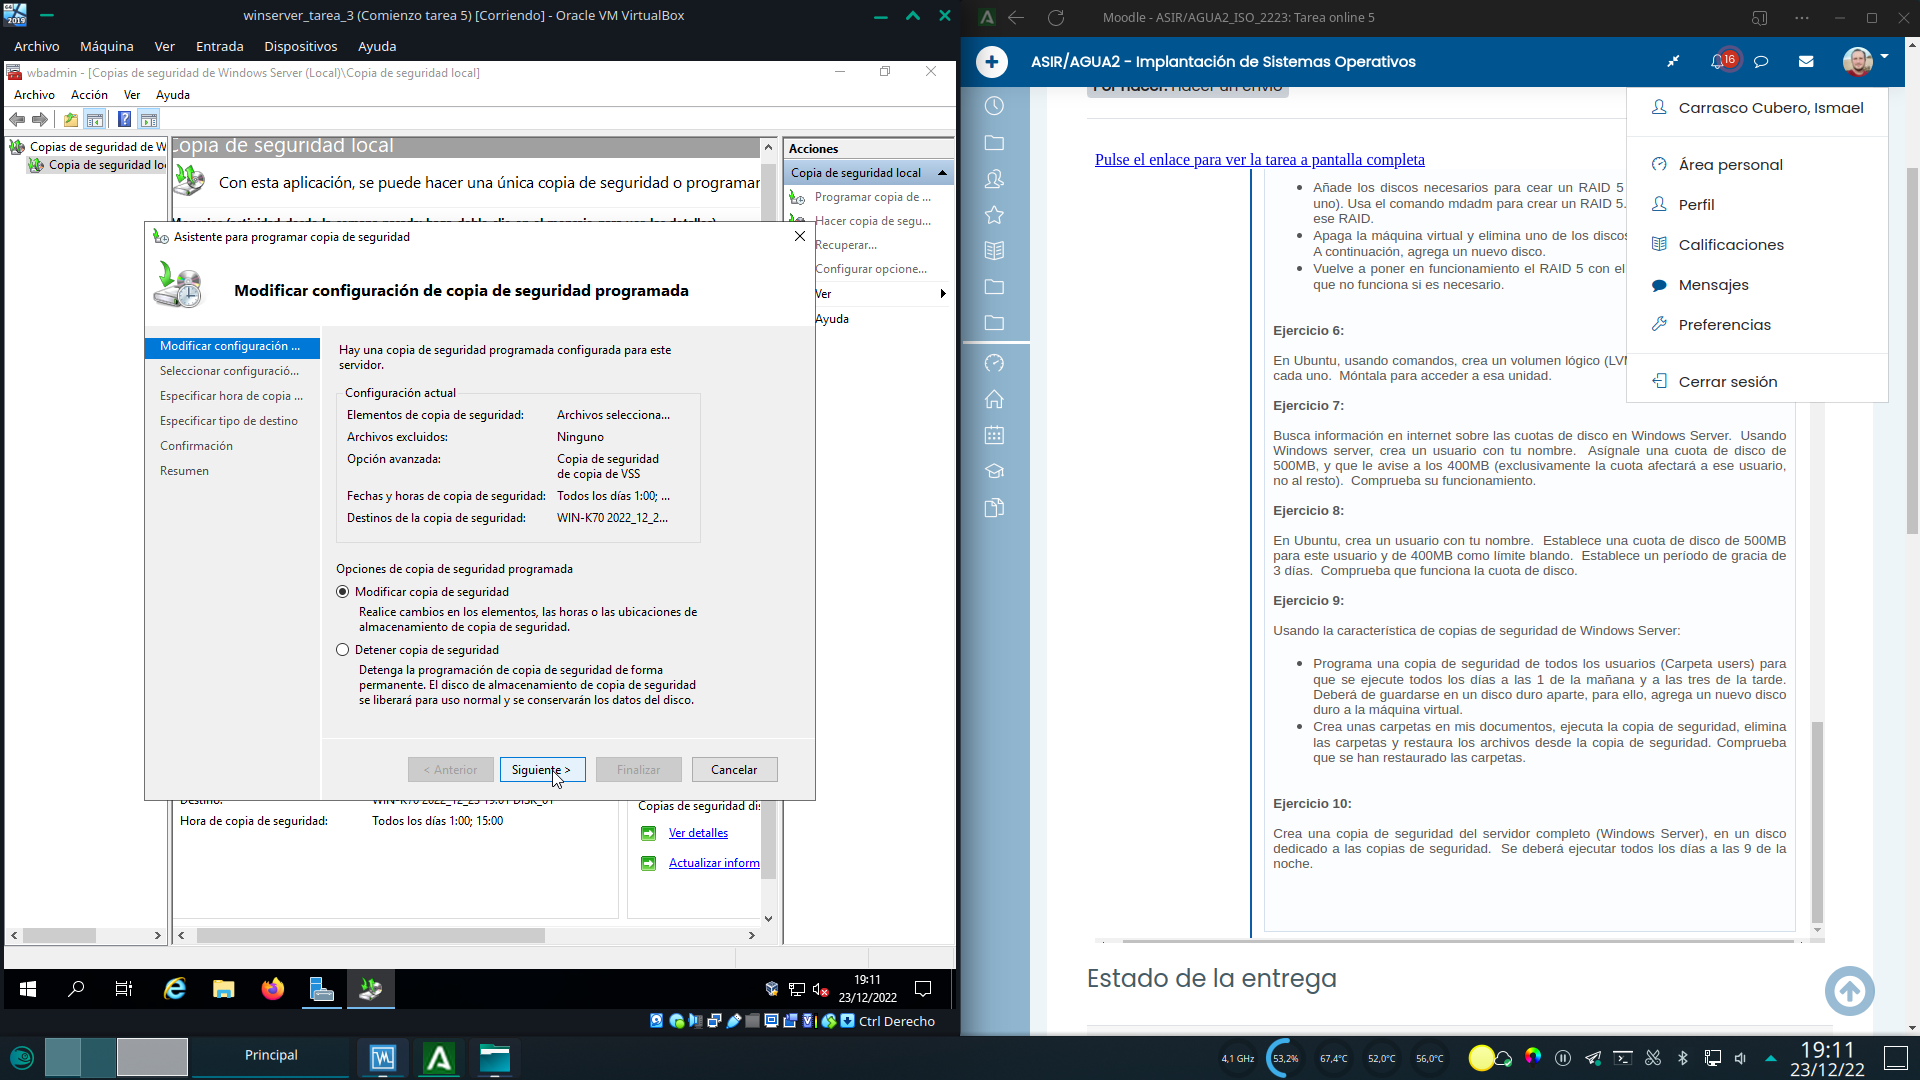 winserver_tarea_3 (Comienzo tarea 5) [Corriendo] - Oracle VM VirtualBox
Archivo Máquina Ver Entrada Dispositivos Ayuda
wbadmin - [Copias de seguridad de Windows Server (Local)\Copia de seguridad local]
Archivo Acción Ver Ayuda
Copias de seguridad de W
Copia de seguridad lo
Copia de seguridad local
Con esta aplicación, se puede hacer una única copia de seguridad o programar
Acciones
Copia de seguridad local
Programar copia de ...
Hacer copia de segu...
Recuperar...
Configurar opcione...
Ver
Ayuda
Asistente para programar copia de seguridad
Modificar configuración de copia de seguridad programada
Modificar configuración ...
Seleccionar configuració...
Especificar hora de copia ...
Especificar tipo de destino
Confirmación
Resumen
Hay una copia de seguridad programada configurada para este
servidor.
Configuración actual
Elementos de copia de seguridad: Archivos selecciona...
Archivos excluidos: Ninguno
Opción avanzada: Copia de seguridad
de copia de VSS
Fechas y horas de copia de seguridad: Todos los días 1:00; ...
Destinos de la copia de seguridad: WIN-K70 2022_12_2...
Opciones de copia de seguridad programada
Modificar copia de seguridad
Realice cambios en los elementos, las horas o las ubicaciones de
almacenamiento de copia de seguridad.
Detener copia de seguridad
Detenga la programación de copia de seguridad de forma
permanente. El disco de almacenamiento de copia de seguridad
se liberará para uso normal y se conservarán los datos del disco.
< Anterior Siguiente > Finalizar Cancelar
Destino: WIN-K70 2022_12_23 19:01 DISK_01
Hora de copia de seguridad: Todos los días 1:00; 15:00
Copias de seguridad dis
Ver detalles
Actualizar inform
19:11
23/12/2022
Ctrl Derecho
Moodle - ASIR/AGUA2_ISO_2223: Tarea online 5
ASIR/AGUA2 - Implantación de Sistemas Operativos
16
Por hacer: Hacer un envío
Carrasco Cubero, Ismael
Área personal
Perfil
Calificaciones
Mensajes
Preferencias
Cerrar sesión
Pulse el enlace para ver la tarea a pantalla completa
Añade los discos necesarios para cear un RAID 5
uno). Usa el comando mdadm para crear un RAID 5.
ese RAID.
Apaga la máquina virtual y elimina uno de los discos
A continuación, agrega un nuevo disco.
Vuelve a poner en funcionamiento el RAID 5 con el
que no funciona si es necesario.
Ejercicio 6:
En Ubuntu, usando comandos, crea un volumen lógico (LVM
cada uno. Móntala para acceder a esa unidad.
Ejercicio 7:
Busca información en internet sobre las cuotas de disco en Windows Server. Usando
Windows server, crea un usuario con tu nombre. Asígnale una cuota de disco de
500MB, y que le avise a los 400MB (exclusivamente la cuota afectará a ese usuario,
no al resto). Comprueba su funcionamiento.
Ejercicio 8:
En Ubuntu, crea un usuario con tu nombre. Establece una cuota de disco de 500MB
para este usuario y de 400MB como límite blando. Establece un período de gracia de
3 días. Comprueba que funciona la cuota de disco.
Ejercicio 9:
Usando la característica de copias de seguridad de Windows Server:
Programa una copia de seguridad de todos los usuarios (Carpeta users) para
que se ejecute todos los días a las 1 de la mañana y a las tres de la tarde.
Deberá de guardarse en un disco duro aparte, para ello, agrega un nuevo disco
duro a la máquina virtual.
Crea unas carpetas en mis documentos, ejecuta la copia de seguridad, elimina
las carpetas y restaura los archivos desde la copia de seguridad. Comprueba
que se han restaurado las carpetas.
Ejercicio 10:
Crea una copia de seguridad del servidor completo (Windows Server), en un disco
dedicado a las copias de seguridad. Se deberá ejecutar todos los días a las 9 de la
noche.
Estado de la entrega
Principal
4,1 GHz 53,2% 67,4°C 52,0°C 56,0°C
19:11
23/12/22